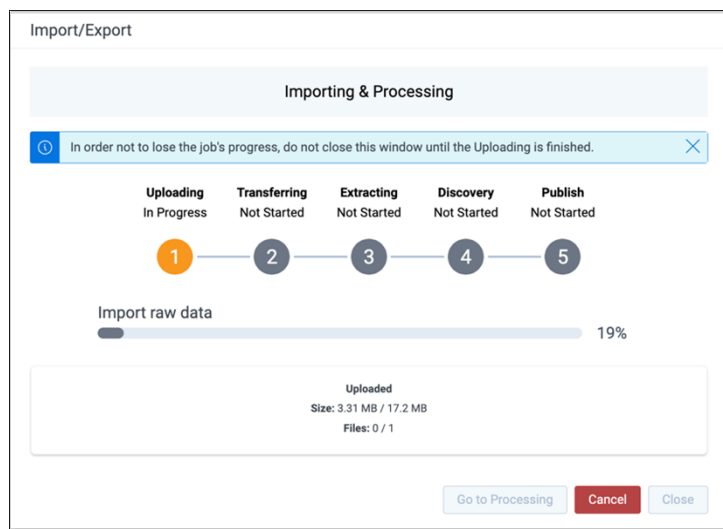 Import/Export
Importing & Processing
In order not to lose the job's progress, do not close this window until the Uploading is finished.
Uploading Transferring Extracting Discovery Publish
In Progress Not Started Not Started Not Started Not Started
1 2 3 4 5
Import raw data
19%
Uploaded
Size: 3.31 MB / 17.2 MB
Files: 0 / 1
Go to Processing Cancel Close